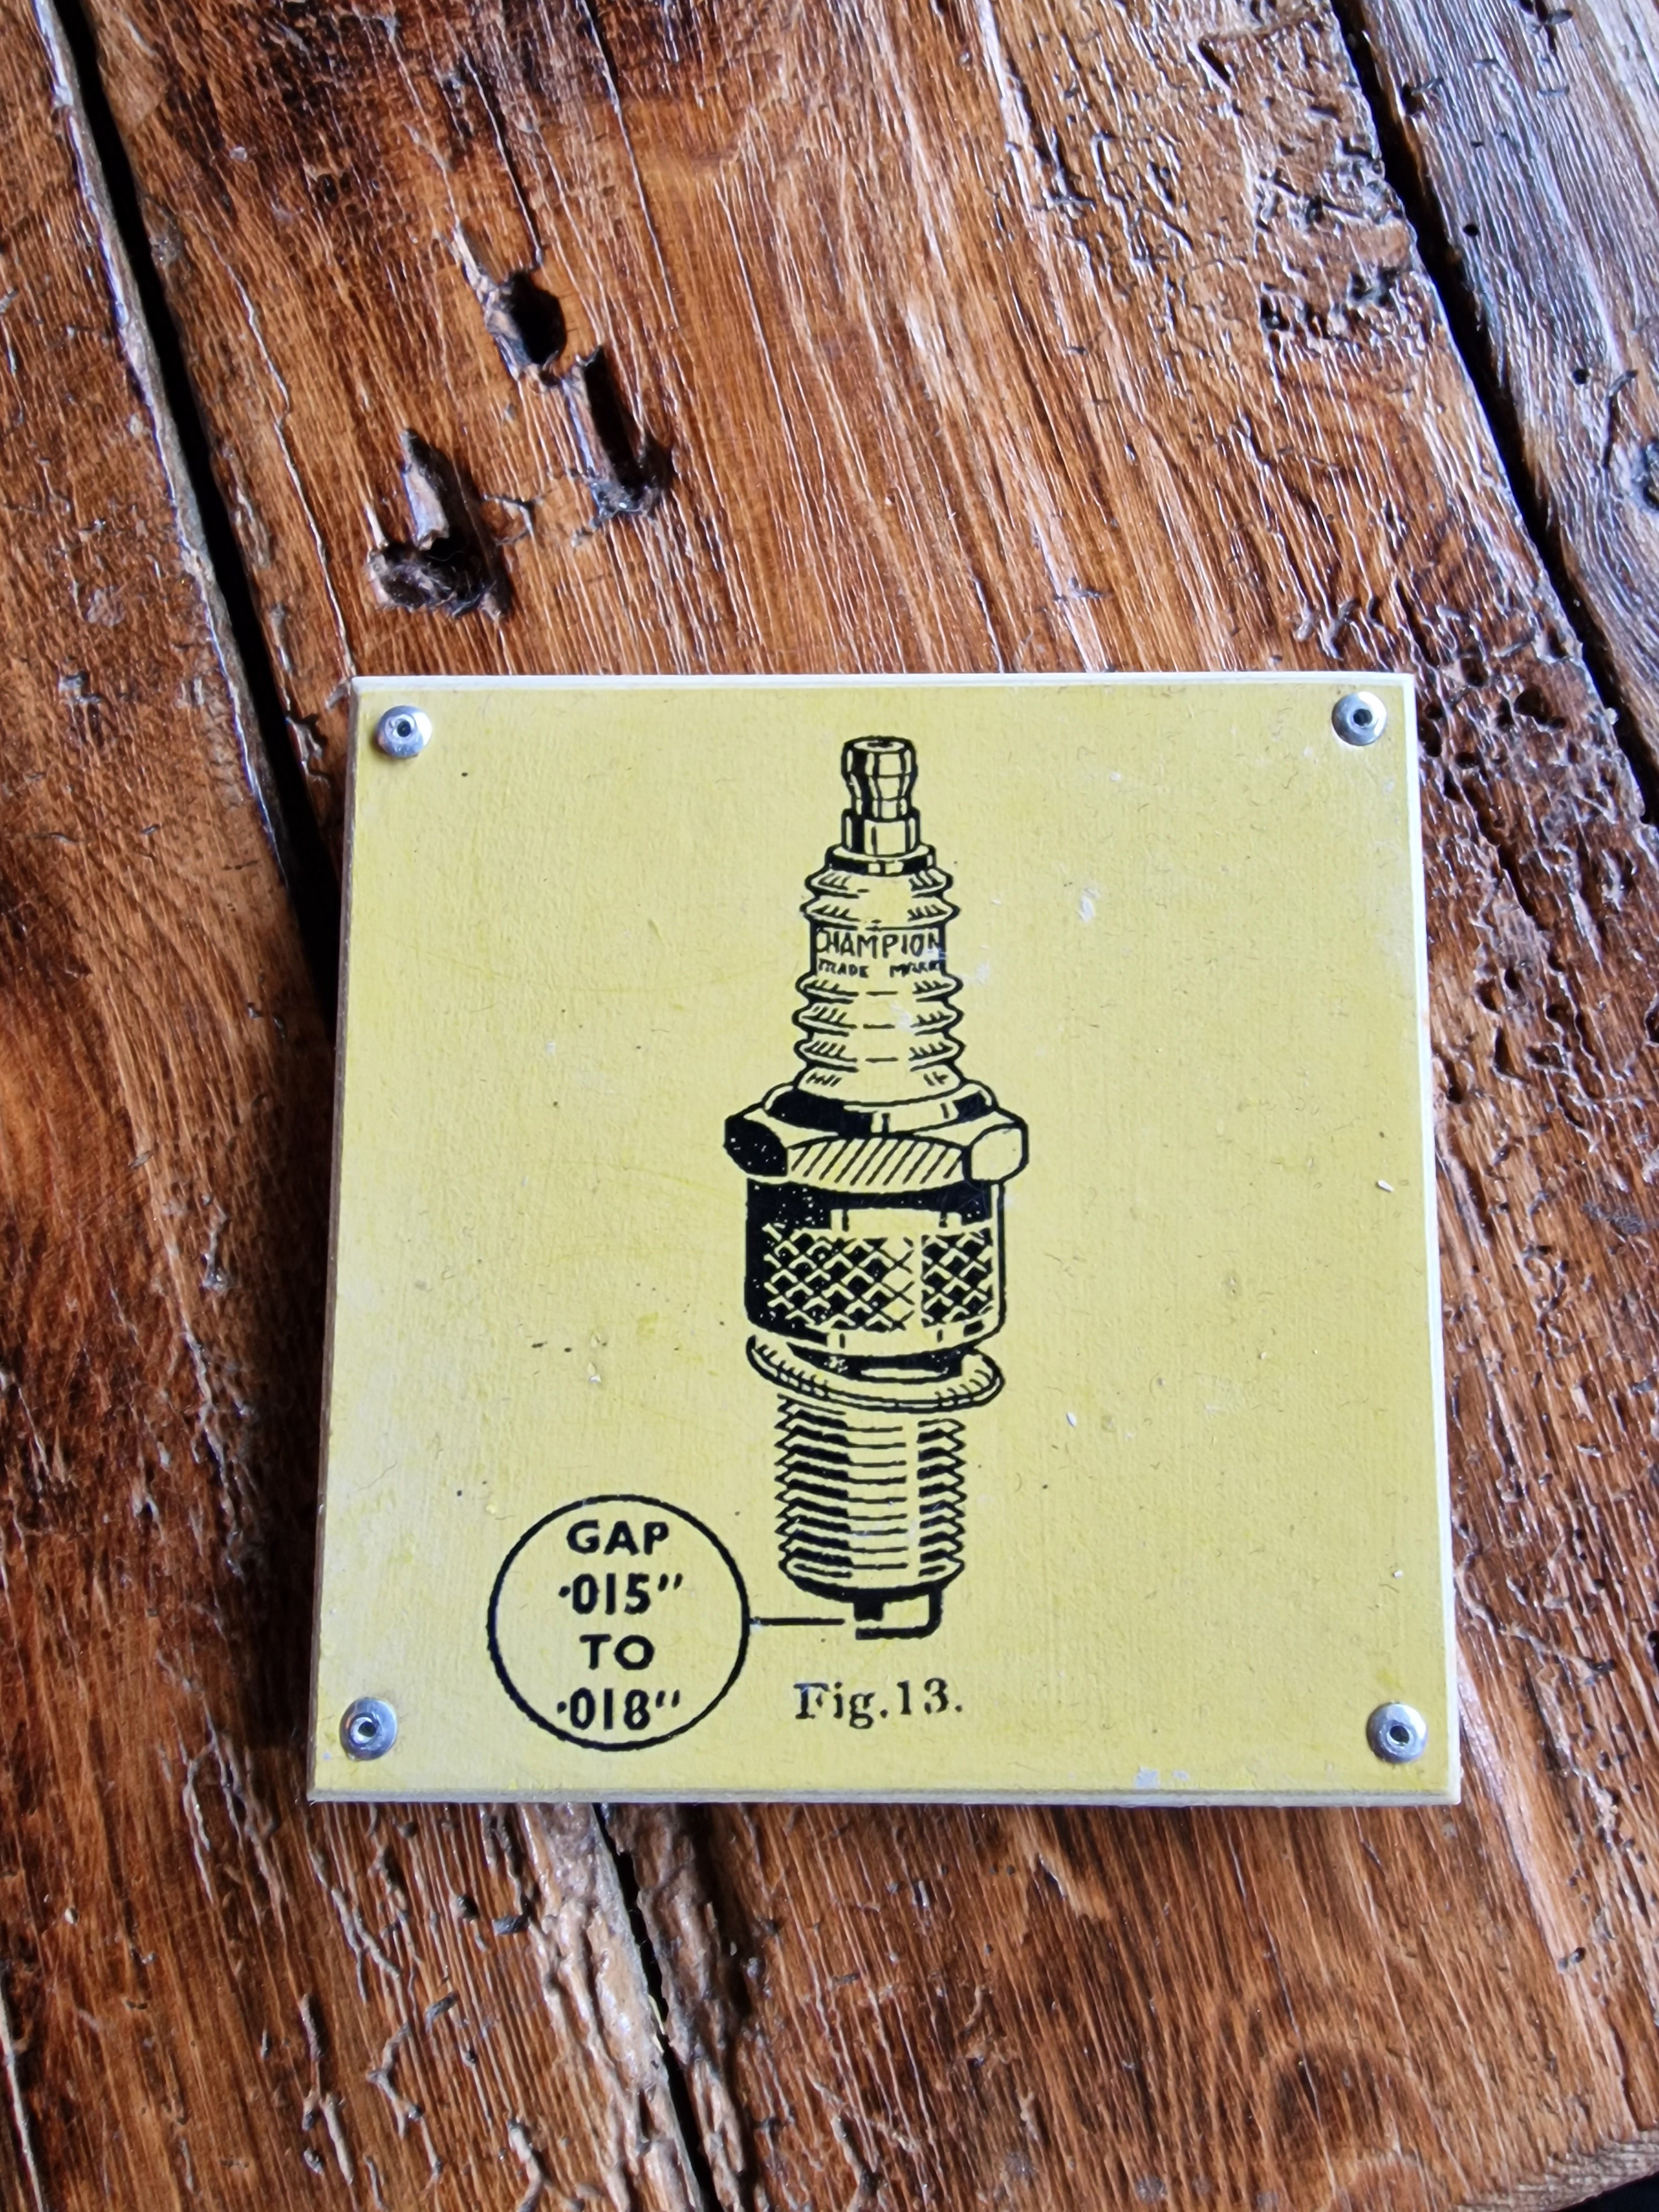 CHAMPION
TRADE MARK
GAP
·015"
TO
·018"
Fig.13.